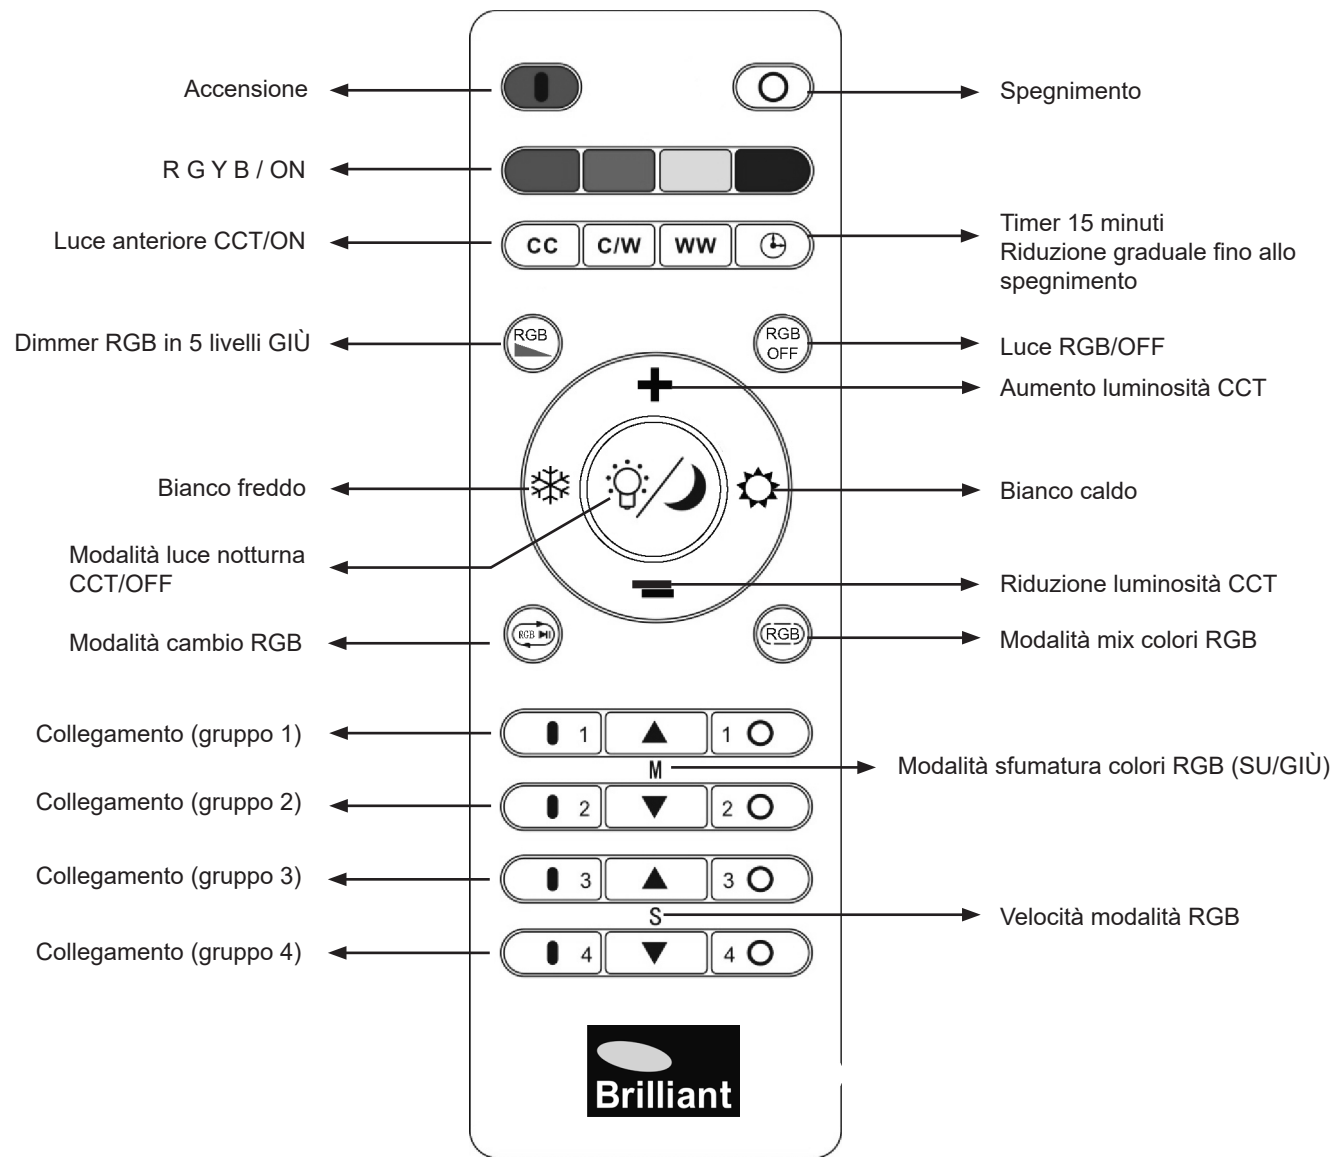 Accensione
Spegnimento
R G Y B / ON
Luce anteriore CCT/ON
CC C/W WW
Timer 15 minuti
Riduzione graduale fino allo
spegnimento
Dimmer RGB in 5 livelli GIÙ
RGB
RGB
OFF
Luce RGB/OFF
Aumento luminosità CCT
Bianco freddo
Bianco caldo
Modalità luce notturna
CCT/OFF
Riduzione luminosità CCT
Modalità cambio RGB
RGB
RGB
Modalità mix colori RGB
Collegamento (gruppo 1)
1 1
M
Modalità sfumatura colori RGB (SU/GIÙ)
Collegamento (gruppo 2)
2 2
Collegamento (gruppo 3)
3 3
S
Velocità modalità RGB
Collegamento (gruppo 4)
4 4
Brilliant